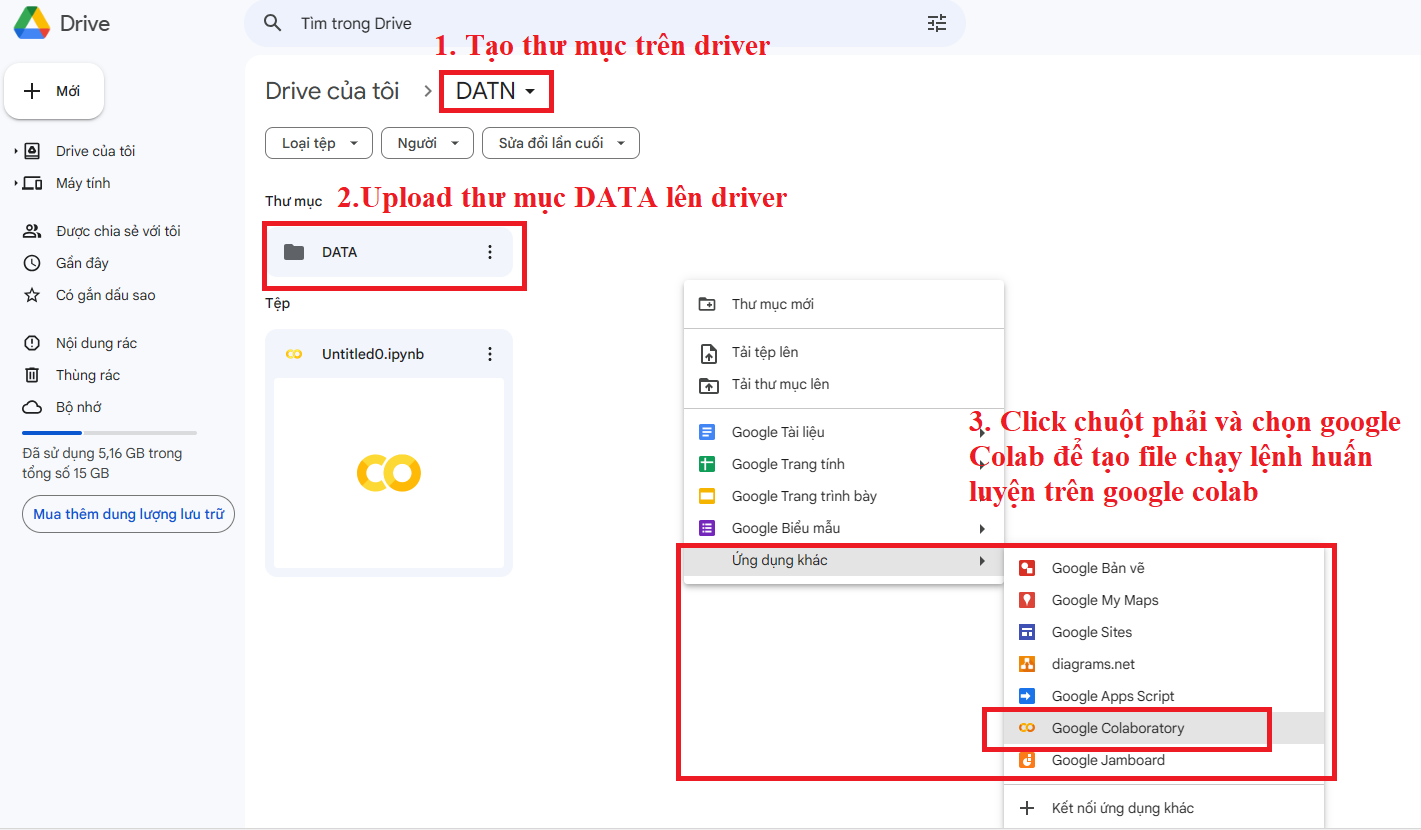 Drive
Tìm trong Drive
1. Tạo thư mục trên driver
Mới
Drive của tôi
DATN
Loại tệp
Người
Sửa đổi lần cuối
Drive của tôi
Máy tính
Thư mục
2.Upload thư mục DATA lên driver
Được chia sẻ với tôi
Gần đây
Có gắn dấu sao
DATA
Tệp
Nội dung rác
Thùng rác
Bộ nhớ
Untitled0.ipynb
Đã sử dụng 5,16 GB trong
tổng số 15 GB
Mua thêm dung lượng lưu trữ
Thư mục mới
Tải tệp lên
Tải thư mục lên
Google Tài liệu
Google Trang tính
Google Trang trình bày
Google Biểu mẫu
Ứng dụng khác
3. Click chuột phải và chọn google
Colab để tạo file chạy lệnh huấn
luyện trên google colab
Google Bản vẽ
Google My Maps
Google Sites
diagrams.net
Google Apps Script
Google Colaboratory
Google Jamboard
Kết nối ứng dụng khác